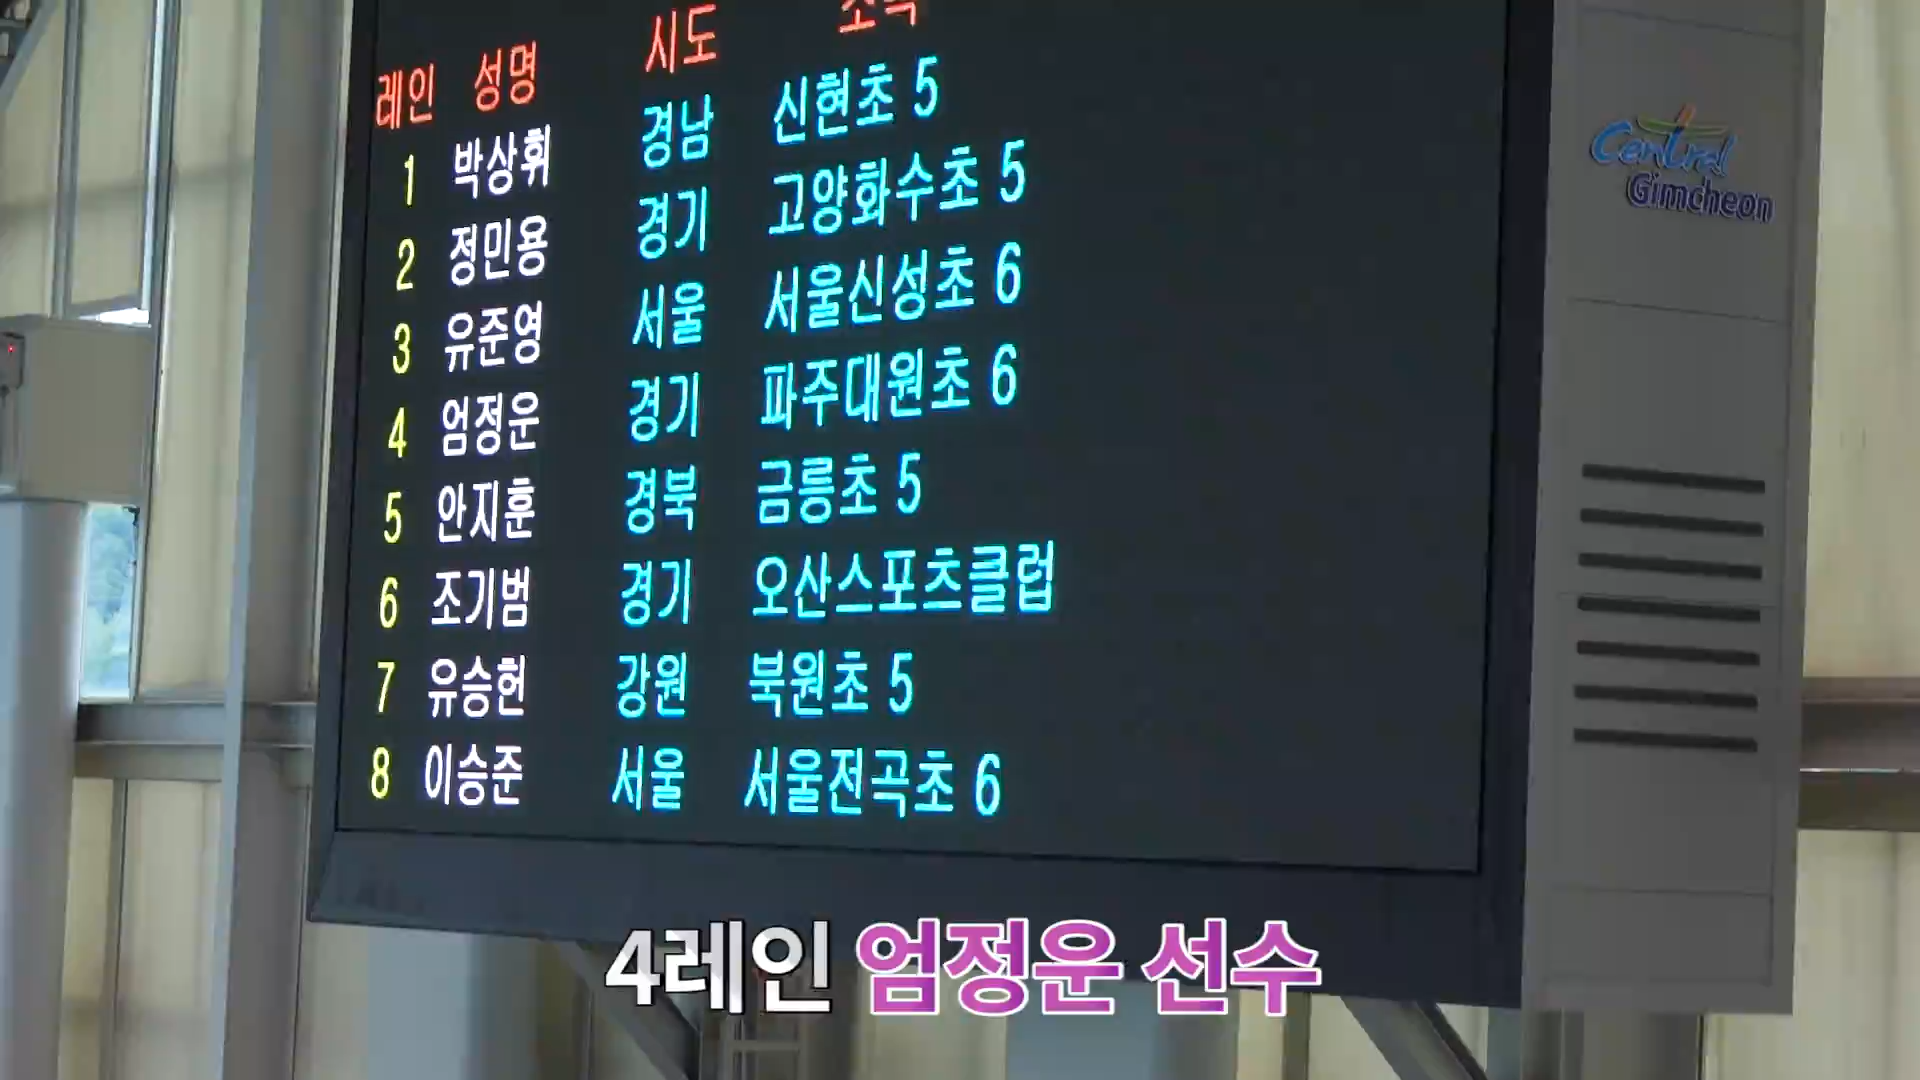 레인 성명 시도 소속
1 박상휘 경남 신현초 5
2 정민용 경기 고양화수초 5
3 유준영 서울 서울신성초 6
4 엄정운 경기 파주대원초 6
5 안지훈 경북 금릉초 5
6 조기범 경기 오산스포츠클럽
7 유승헌 강원 북원초 5
8 이승준 서울 서울전곡초 6
Central
Gimcheon
4레인 엄정운 선수